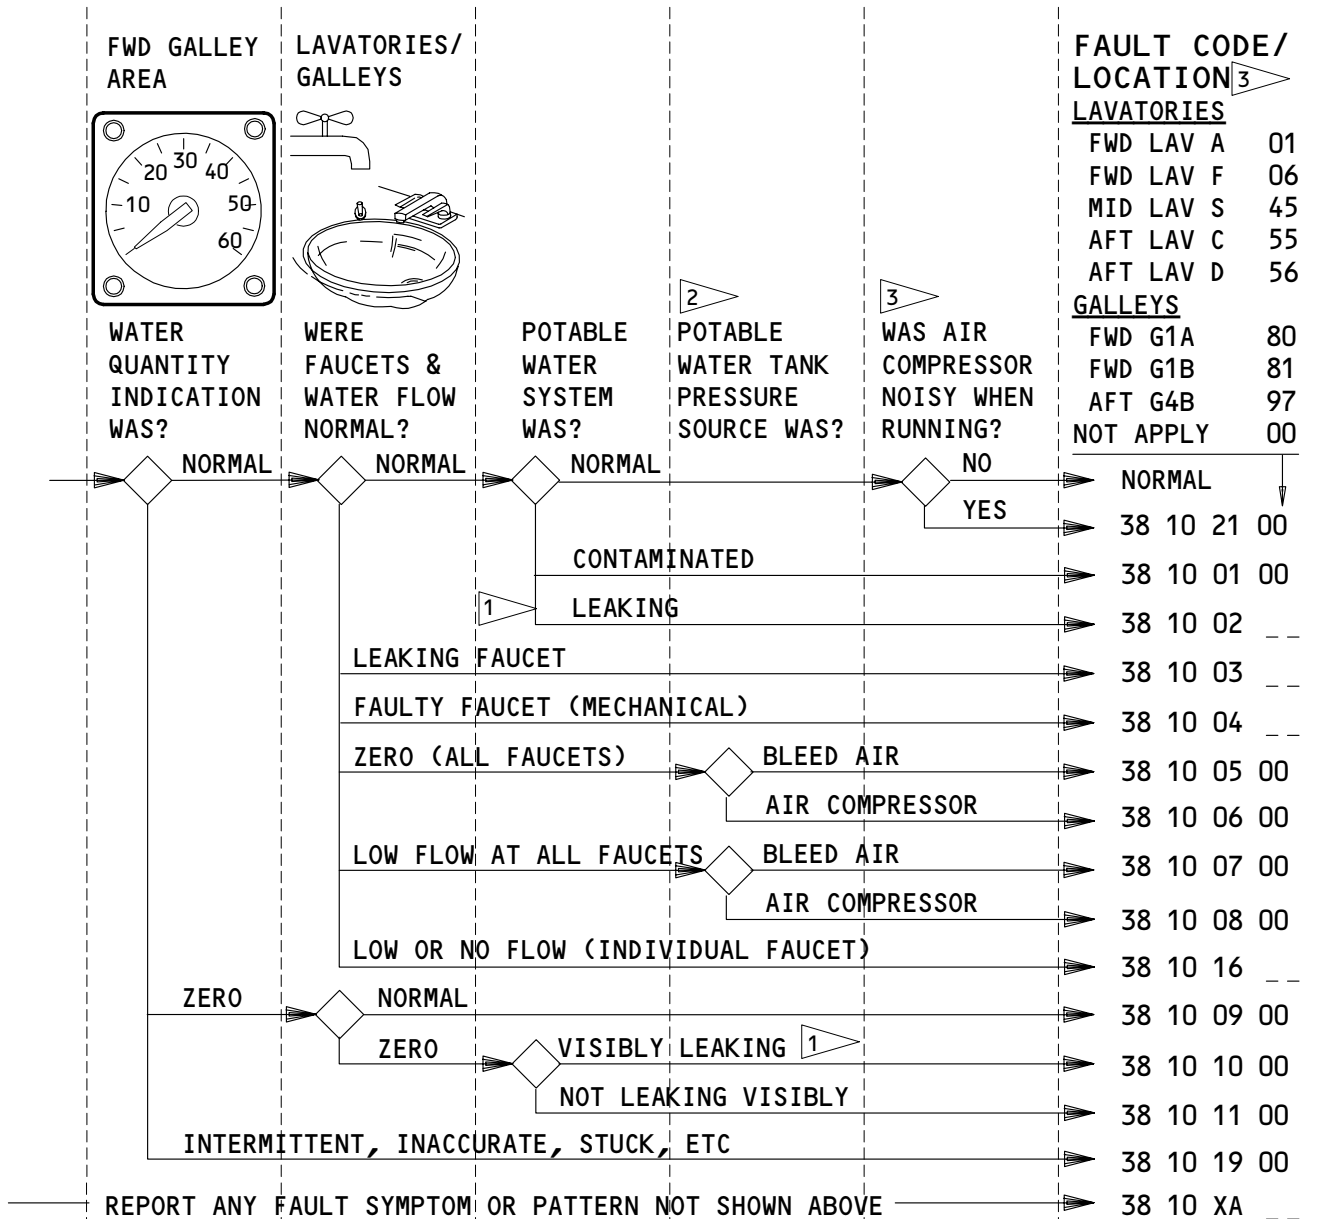 FWD GALLEY
AREA
LAVATORIES/
GALLEYS
FAULT CODE/
LOCATION 3
LAVATORIES
FWD LAV A 01
FWD LAV F 06
MID LAV S 45
AFT LAV C 55
AFT LAV D 56
GALLEYS
FWD G1A 80
FWD G1B 81
AFT G4B 97
NOT APPLY 00
10
20
30
40
50
60
WATER
QUANTITY
INDICATION
WAS?
WERE
FAUCETS &
WATER FLOW
NORMAL?
POTABLE
WATER
SYSTEM
WAS?
2
POTABLE
WATER TANK
PRESSURE
SOURCE WAS?
3
WAS AIR
COMPRESSOR
NOISY WHEN
RUNNING?
NORMAL NORMAL NORMAL NO NORMAL
YES 38 10 21 00
CONTAMINATED 38 10 01 00
1 LEAKING 38 10 02 _ _
LEAKING FAUCET 38 10 03 _ _
FAULTY FAUCET (MECHANICAL) 38 10 04 _ _
ZERO (ALL FAUCETS) BLEED AIR 38 10 05 00
AIR COMPRESSOR 38 10 06 00
LOW FLOW AT ALL FAUCETS BLEED AIR 38 10 07 00
AIR COMPRESSOR 38 10 08 00
LOW OR NO FLOW (INDIVIDUAL FAUCET) 38 10 16 _ _
ZERO NORMAL 38 10 09 00
ZERO VISIBLY LEAKING 1 38 10 10 00
NOT LEAKING VISIBLY 38 10 11 00
INTERMITTENT, INACCURATE, STUCK, ETC 38 10 19 00
REPORT ANY FAULT SYMPTOM OR PATTERN NOT SHOWN ABOVE 38 10 XA _ _